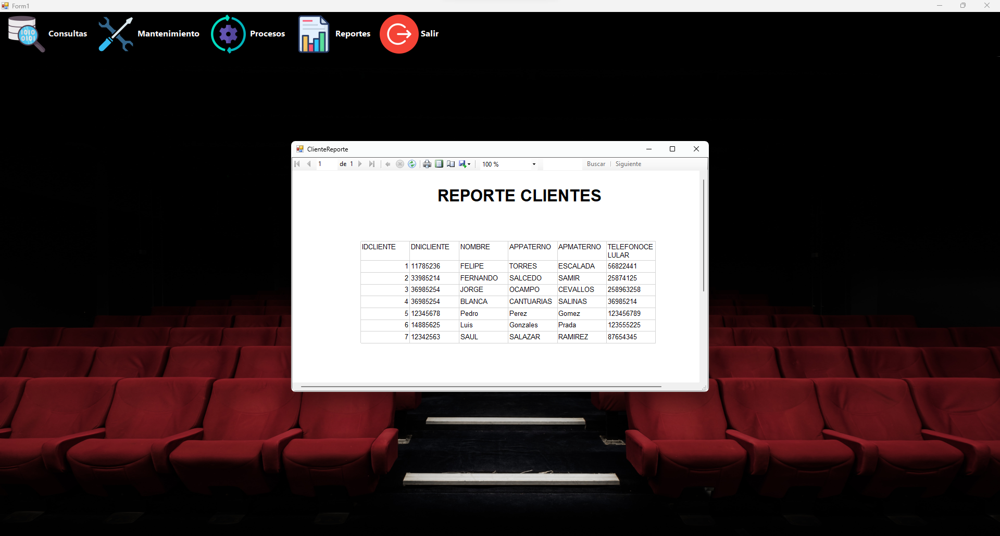 Form1
Consultas Mantenimiento Procesos Reportes Salir
ClienteReporte
1 de 1 100 % Buscar Siguiente
REPORTE CLIENTES
IDCLIENTE DNICLIENTE NOMBRE APPATERNO APMATERNO TELEFONOCE
LULAR
1 11785236 FELIPE TORRES ESCALADA 56822441
2 33985214 FERNANDO SALCEDO SAMIR 25874125
3 36985254 JORGE OCAMPO CEVALLOS 258963258
4 36985254 BLANCA CANTUARIAS SALINAS 36985214
5 12345678 Pedro Perez Gomez 123456789
6 14885625 Luis Gonzales Prada 123555225
7 12342563 SAUL SALAZAR RAMIREZ 87654345